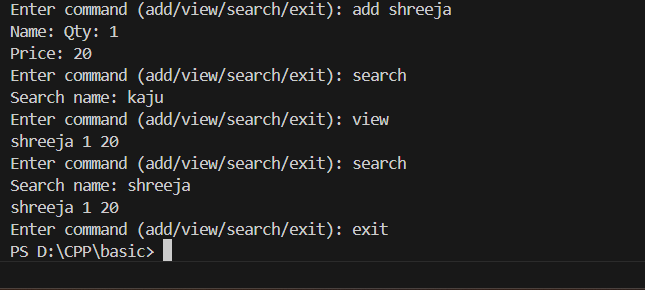 Enter command (add/view/search/exit): add shreeja
Name: Qty: 1
Price: 20
Enter command (add/view/search/exit): search
Search name: kaju
Enter command (add/view/search/exit): view
shreeja 1 20
Enter command (add/view/search/exit): search
Search name: shreeja
shreeja 1 20
Enter command (add/view/search/exit): exit
PS D:\CPP\basic>